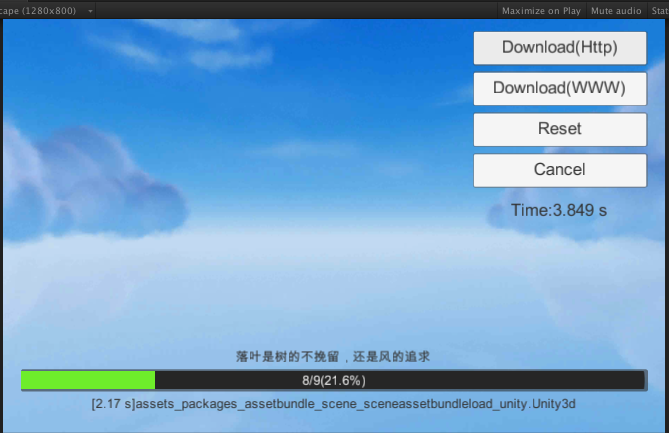 cape (1280x800)
Maximize on Play
Mute audio
Stat
Download(Http)
Download(WWW)
Reset
Cancel
Time:3.849 s
落叶是树的不挽留，还是风的追求
8/9(21.6%)
[2.17 s]assets_packages_assetbundle_scene_sceneassetbundleload_unity.Unity3d